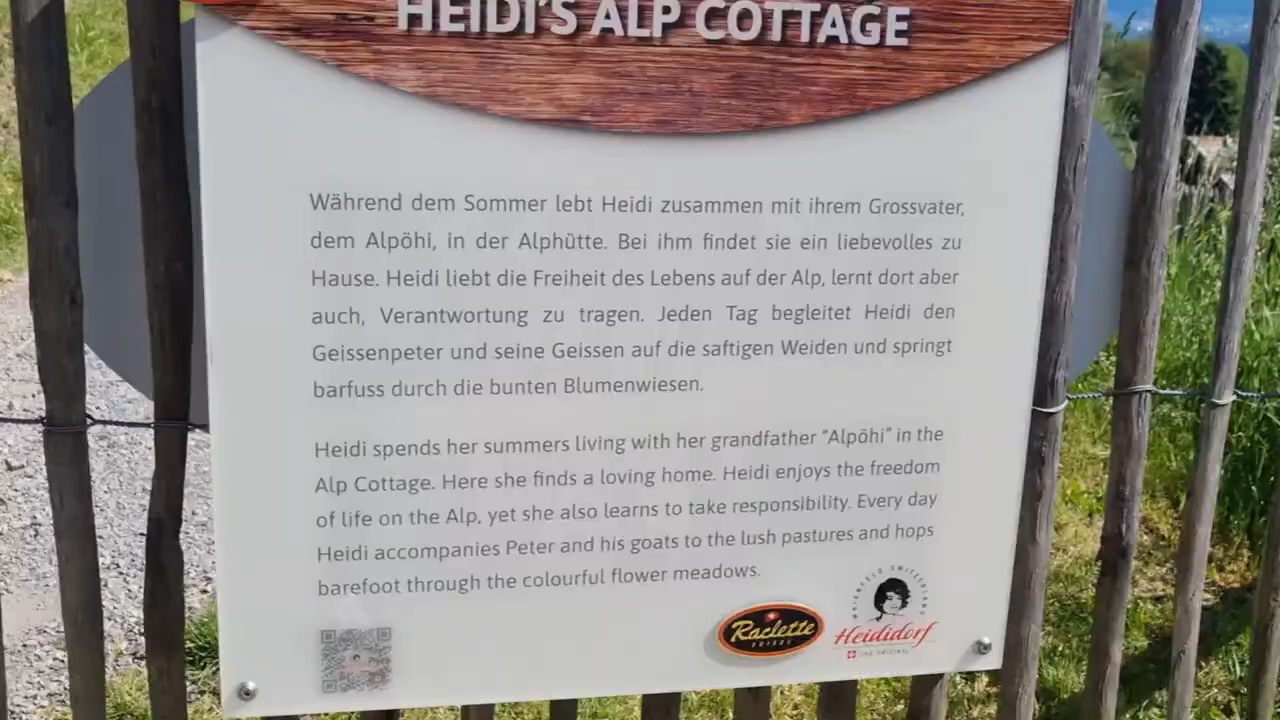 HEIDI'S ALP COTTAGE
Während dem Sommer lebt Heidi zusammen mit ihrem Grossvater,
dem Alpöhi, in der Alphütte. Bei ihm findet sie ein liebevolles zu
Hause. Heidi liebt die Freiheit des Lebens auf der Alp, lernt dort aber
auch, Verantwortung zu tragen. Jeden Tag begleitet Heidi den
Geissenpeter und seine Geissen auf die saftigen Weiden und springt
barfuss durch die bunten Blumenwiesen.
Heidi spends her summers living with her grandfather "Alpöhi" in the
Alp Cottage. Here she finds a loving home. Heidi enjoys the freedom
of life on the Alp, yet she also learns to take responsibility. Every day
Heidi accompanies Peter and his goats to the lush pastures and hops
barefoot through the colourful flower meadows.
Raclette
SUISSE
MAIENFELD SWITZERLAND
Heididorf
THE ORIGINAL